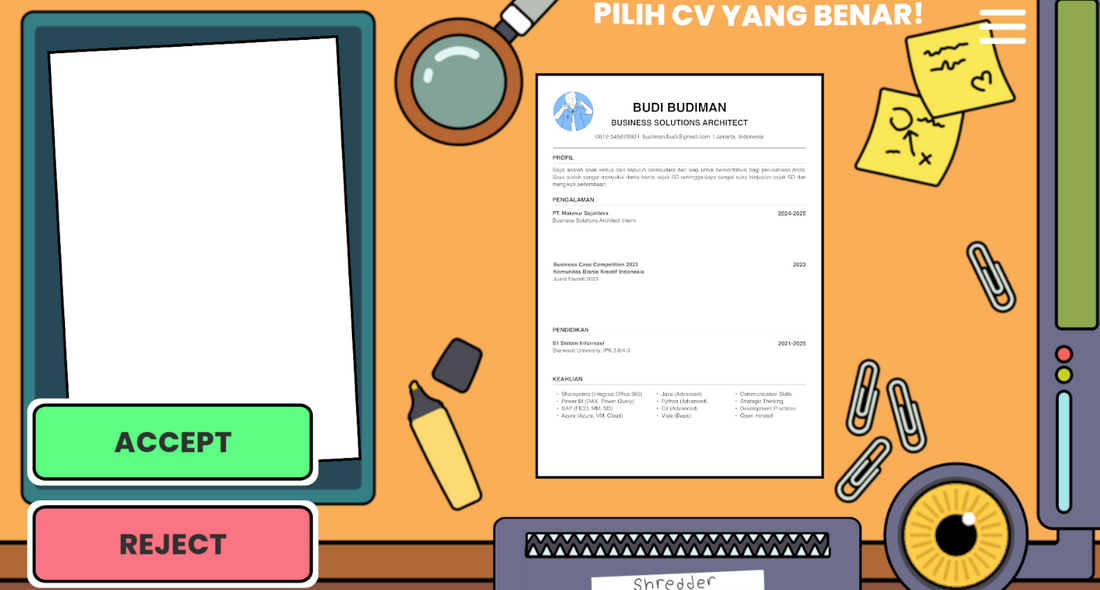 PILIH CV YANG BENAR!
BUDI BUDIMAN
BUSINESS SOLUTIONS ARCHITECT
0812-345678901 | budiman.budi@gmail.com | Jakarta, Indonesia
PROFIL
Saya adalah anak kedua dari sepuluh bersaudara dan siap untuk berkontribusi bagi perusahaan Anda.
Saya sudah sangat menyukai dunia bisnis sejak SD sehingga saya sangat suka berjualan sejak SD dan
mengikuti perlombaan.
PENGALAMAN
PT. Makmur Sejahtera 2024-2025
Business Solutions Architect Intern
Business Case Competition 2023 2023
Komunitas Bisnis Kreatif Indonesia
Juara Favorit 2023
PENDIDIKAN
S1 Sistem Informasi 2021-2025
University, IPK 3.8/4.0
KEAHLIAN
• Sharepoints (Integrasi Office 365) • Java (Advanced) • Communication Skills
• Power BI (DAX, Power Query) • Python (Advanced) • Strategic Thinking
• SAP (FICO, MM, SD) • C# (Advanced) • Development Practices
• Azure (Azure, VM, Cloud) • Visio (Basic) • Open minded
ACCEPT
REJECT
Shredder